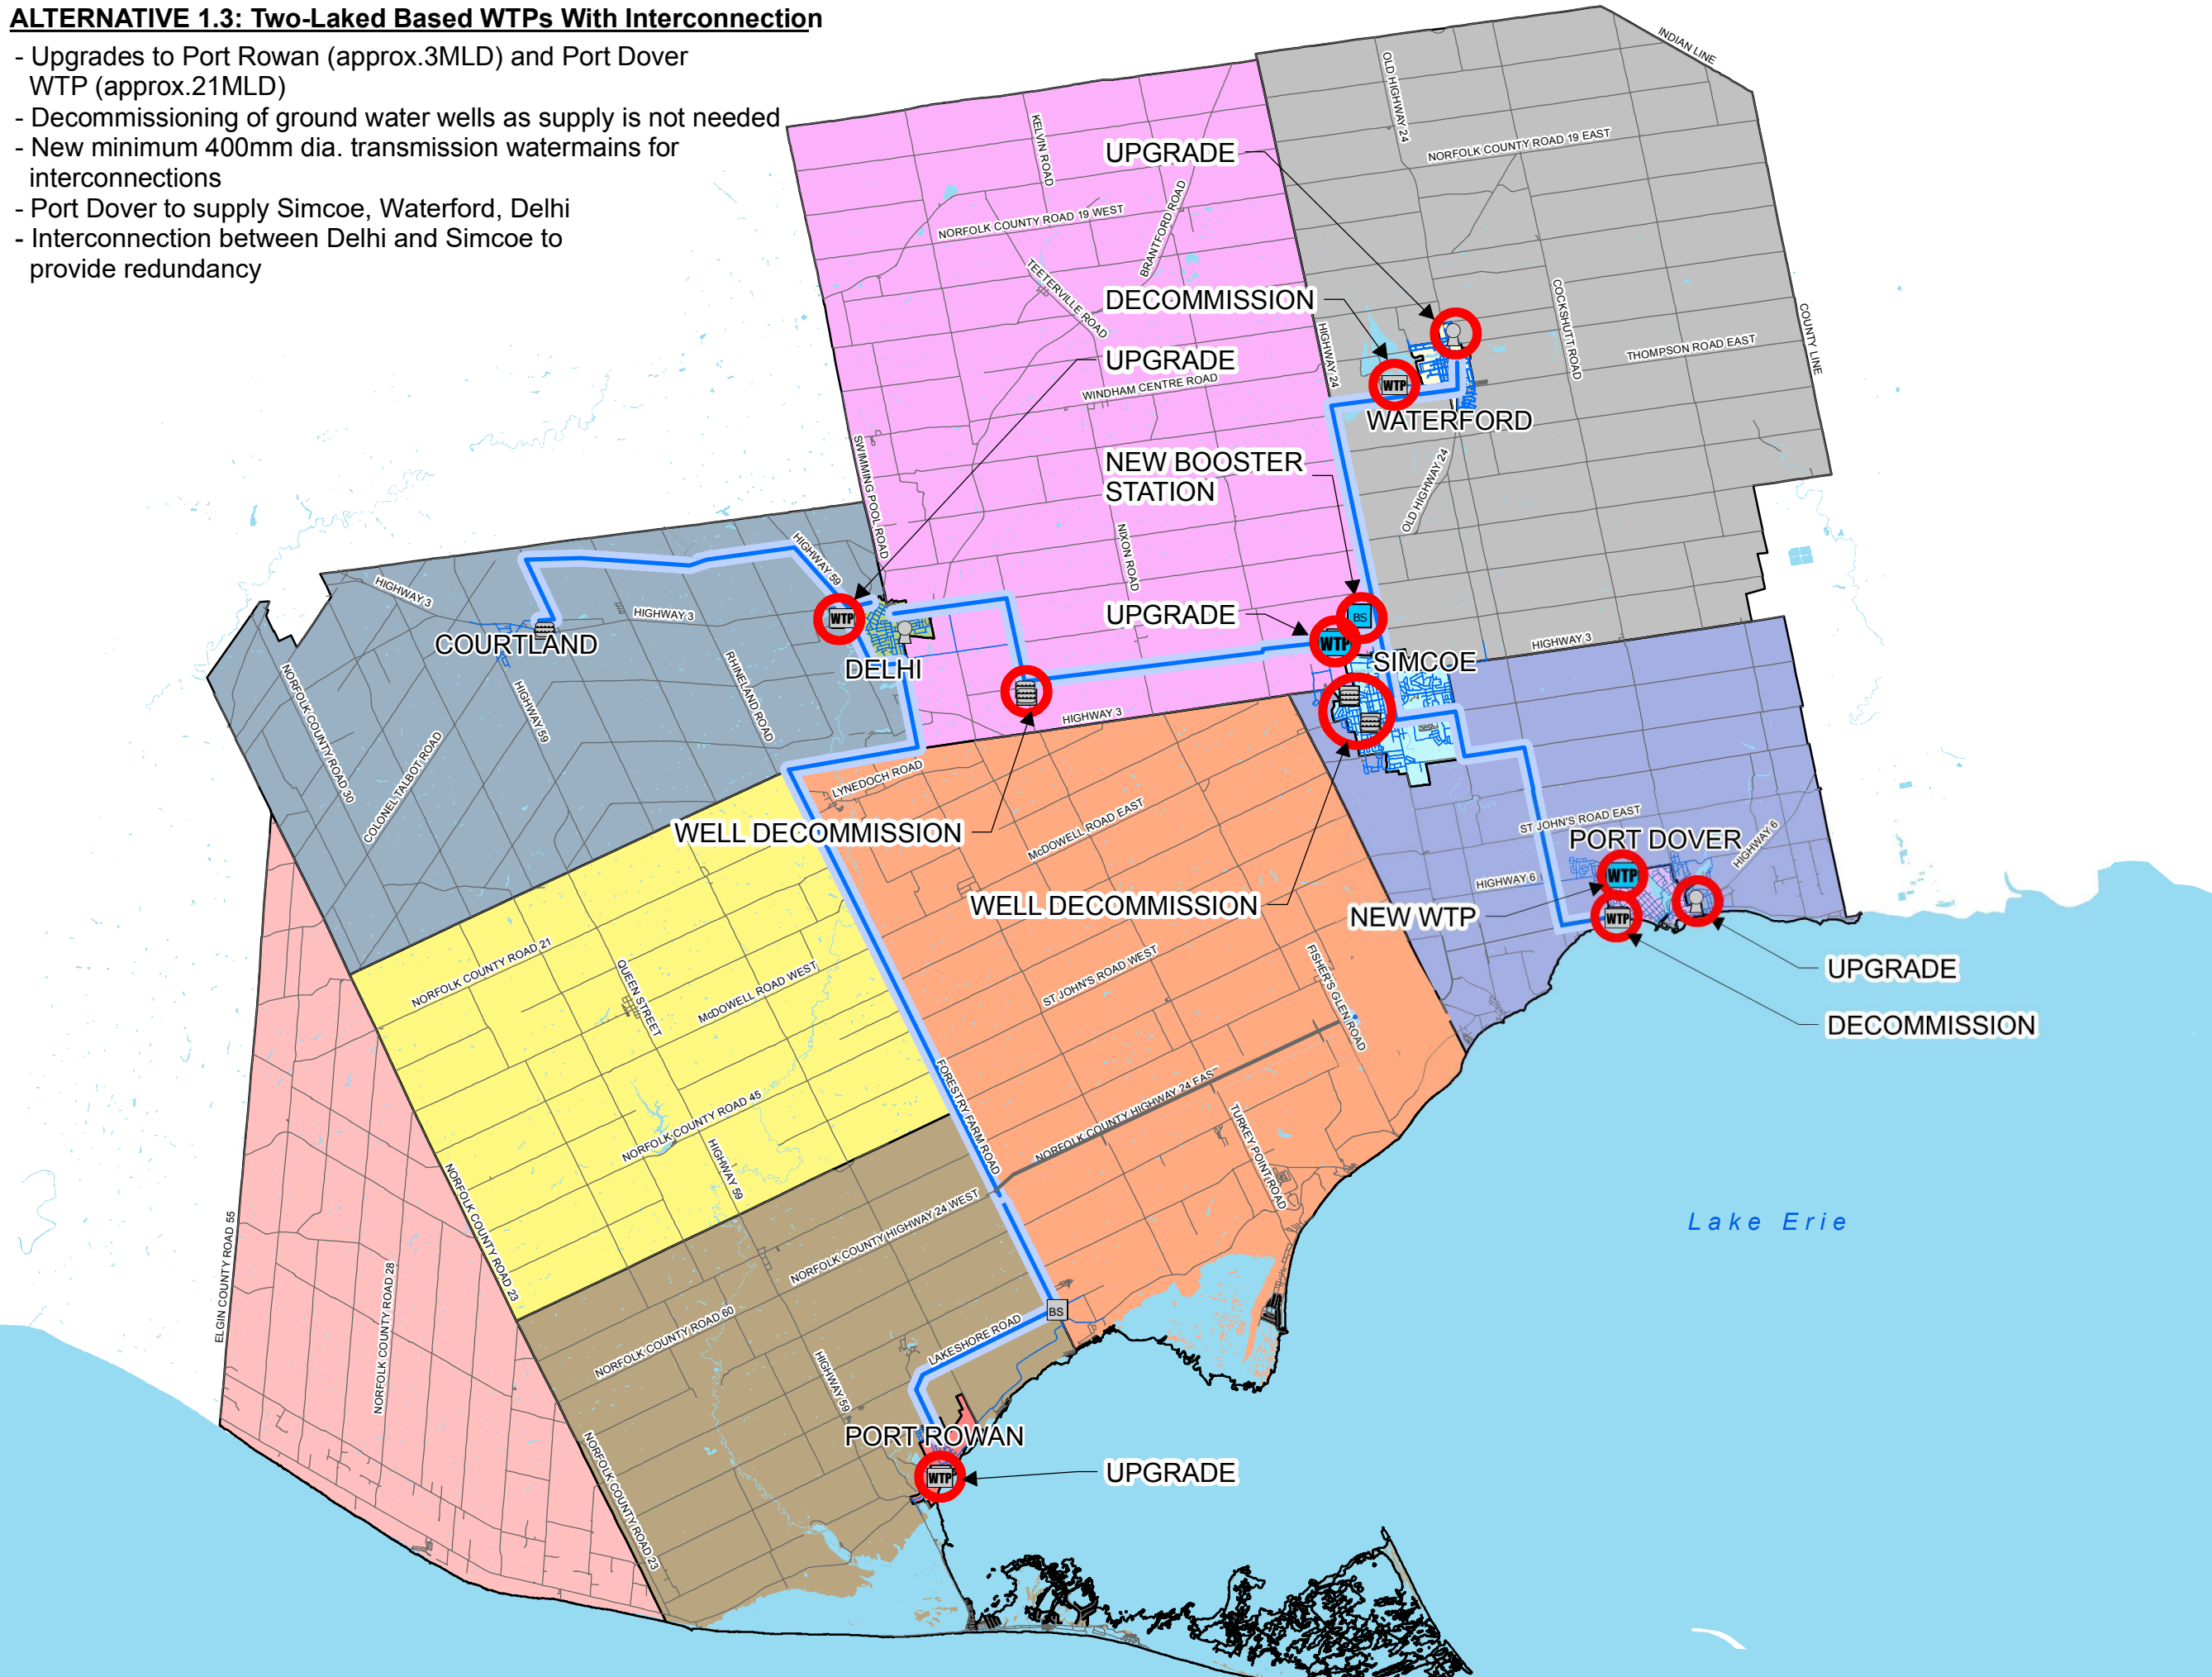 ALTERNATIVE 1.3: Two-Laked Based WTPs With Interconnection
- Upgrades to Port Rowan (approx.3MLD) and Port Dover
WTP (approx.21MLD)
- Decommissioning of ground water wells as supply is not needed
- New minimum 400mm dia. transmission watermains for
interconnections
- Port Dover to supply Simcoe, Waterford, Delhi
- Interconnection between Delhi and Simcoe to
provide redundancy
INDIAN LINE
OLD HIGHWAY 24
KELVIN ROAD
UPGRADE
NORFOLK COUNTY ROAD 19 EAST
BRANTFORD ROAD
NORFOLK COUNTY ROAD 19 WEST
TEETERVILLE ROAD
DECOMMISSION
COCKSHUTT ROAD
COUNTY LINE
HIGHWAY 24
THOMPSON ROAD EAST
UPGRADE
WINDHAM CENTRE ROAD
WTP
WATERFORD
SWIMMING POOL ROAD
NEW BOOSTER
STATION
OLD HIGHWAY 24
NIXON ROAD
HIGHWAY 59
HIGHWAY 3
HIGHWAY 3
WTP
UPGRADE
BS
WTP
HIGHWAY 3
COURTLAND
DELHI
SIMCOE
NORFOLK COUNTY ROAD 30
HIGHWAY 59
RHINELAND ROAD
HIGHWAY 3
COLONEL TALBOT ROAD
LYNEDOCH ROAD
WELL DECOMMISSION
McDOWELL ROAD EAST
ST JOHN'S ROAD EAST
PORT DOVER
HIGHWAY 6
HIGHWAY 6
WTP
WELL DECOMMISSION
NEW WTP
WTP
NORFOLK COUNTY ROAD 21
QUEEN STREET
McDOWELL ROAD WEST
ST JOHN'S ROAD WEST
FISHER'S GLEN ROAD
UPGRADE
DECOMMISSION
FORESTRY FARM ROAD
NORFOLK COUNTY HIGHWAY 24 EAST
NORFOLK COUNTY ROAD 45
TURKEY POINT ROAD
HIGHWAY 59
NORFOLK COUNTY ROAD 23
NORFOLK COUNTY HIGHWAY 24 WEST
Lake Erie
ELGIN COUNTY ROAD 55
NORFOLK COUNTY ROAD 28
BS
NORFOLK COUNTY ROAD 60
LAKESHORE ROAD
HIGHWAY 59
PORT ROWAN
WTP
UPGRADE
NORFOLK COUNTY ROAD 23